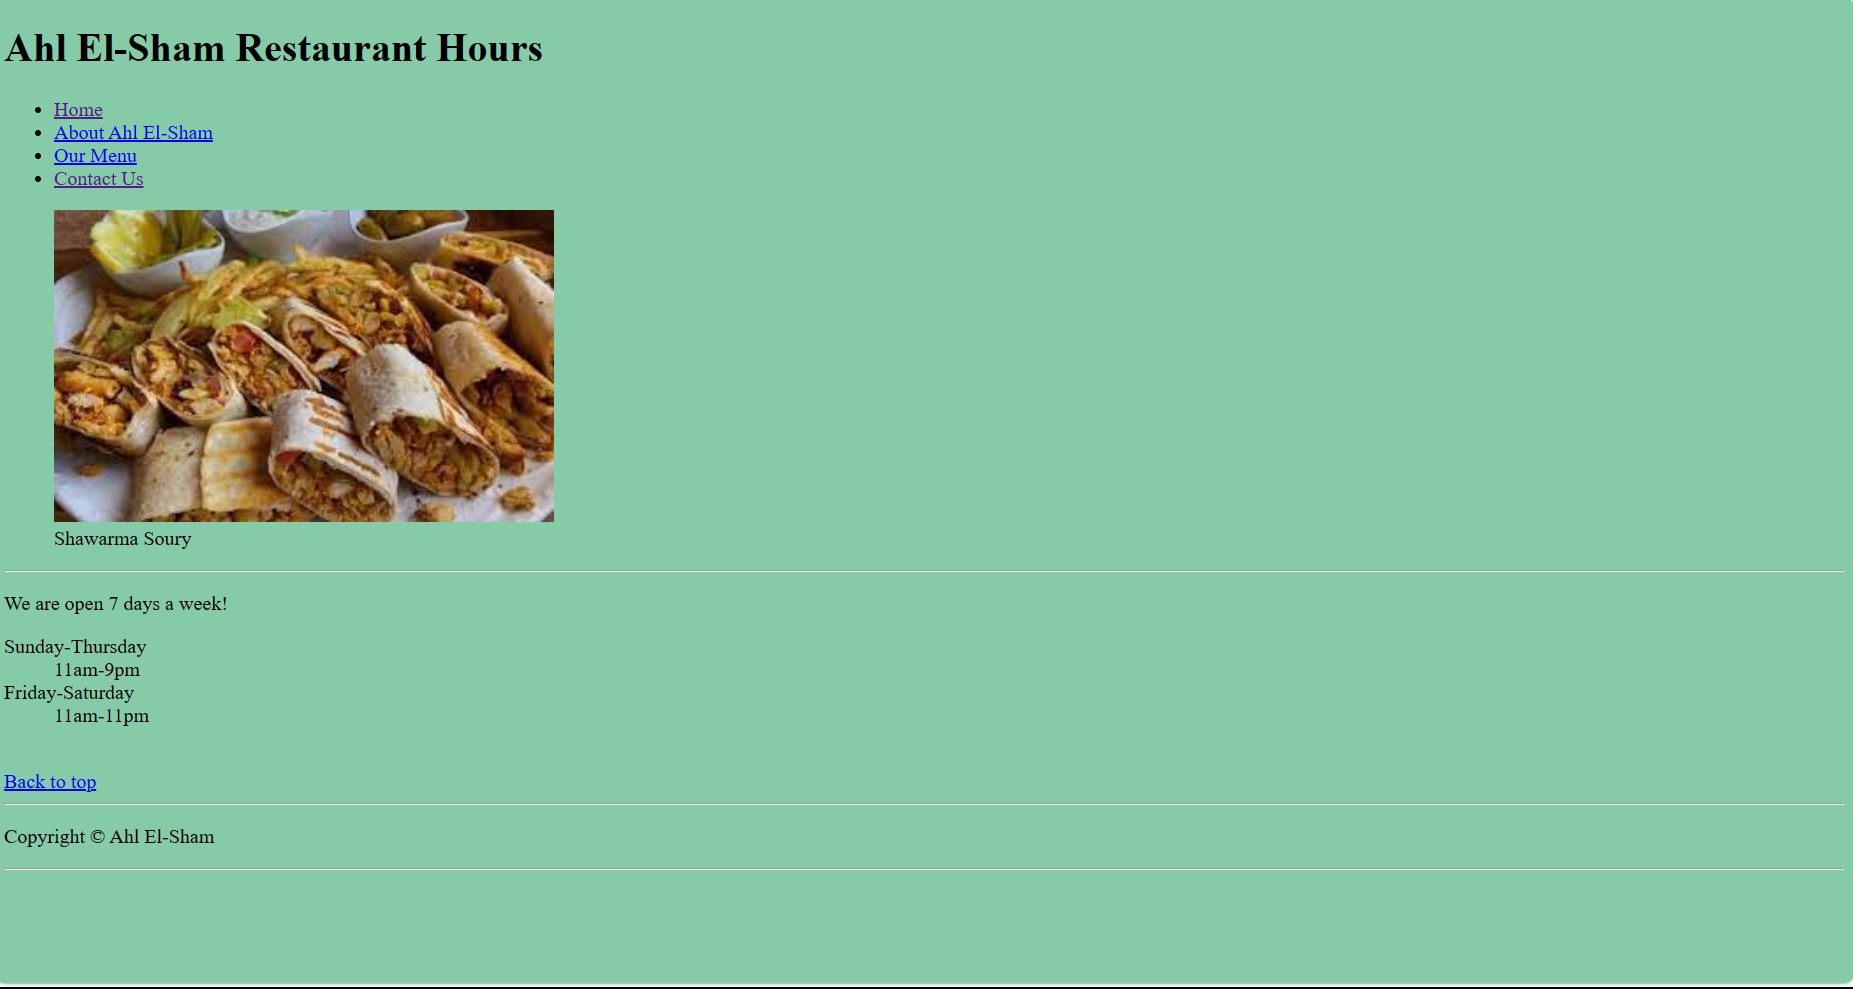 Ahl El-Sham Restaurant Hours
Home
About Ahl El-Sham
Our Menu
Contact Us
Shawarma Soury
We are open 7 days a week!
Sunday-Thursday
11am-9pm
Friday-Saturday
11am-11pm
Back to top
Copyright © Ahl El-Sham